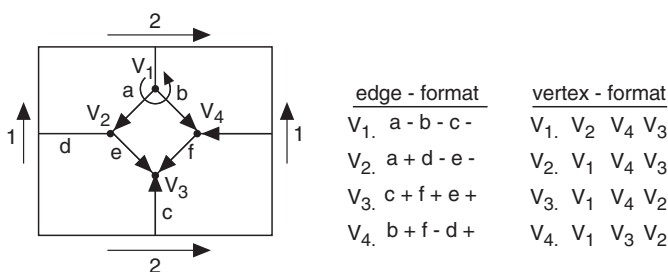 2
V1
a b
V2 V4
1 d 1
e f
V3
c
2
edge - format vertex - format
V1. a - b - c - V1. V2 V4 V3
V2. a + d - e - V2. V1 V4 V3
V3. c + f + e + V3. V1 V4 V2
V4. b + f - d + V4. V1 V3 V2